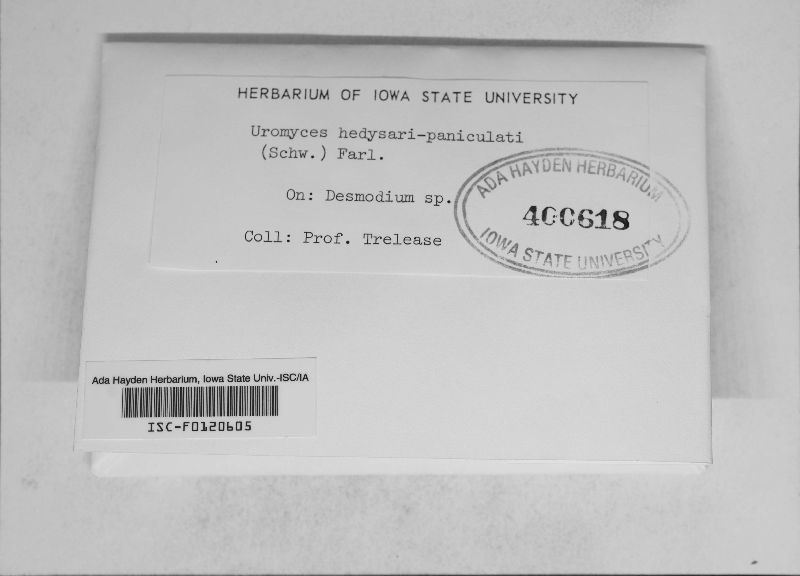 HERBARIUM OF IOWA STATE UNIVERSITY
Uromyces hedysari-paniculati
(Schw.) Farl.
On: Desmodium sp.
Coll: Prof. Trelease
ADA HAYDEN HERBARIUM
400618
IOWA STATE UNIVERSITY
Ada Hayden Herbarium, Iowa State Univ.-ISC/IA
ISC-F0120605